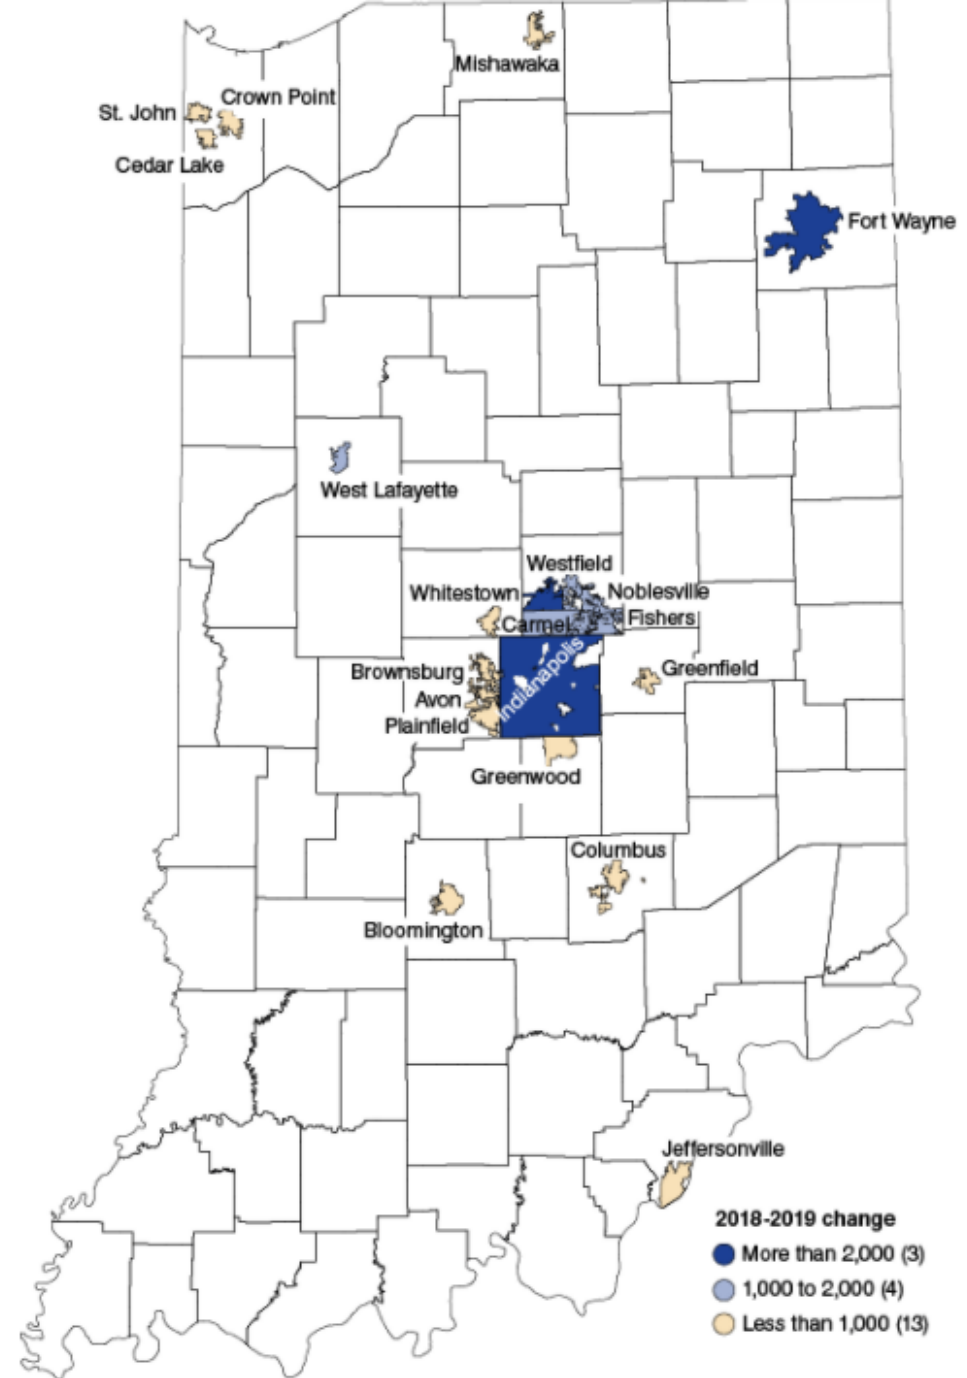 Mishawaka
Crown Point
St. John
Cedar Lake
Fort Wayne
West Lafayette
Westfield
Whitestown
Noblesville
Carmel
Fishers
Indianapolis
Brownsburg
Greenfield
Avon
Plainfield
Greenwood
Columbus
Bloomington
Jeffersonville
2018-2019 change
More than 2,000 (3)
1,000 to 2,000 (4)
Less than 1,000 (13)